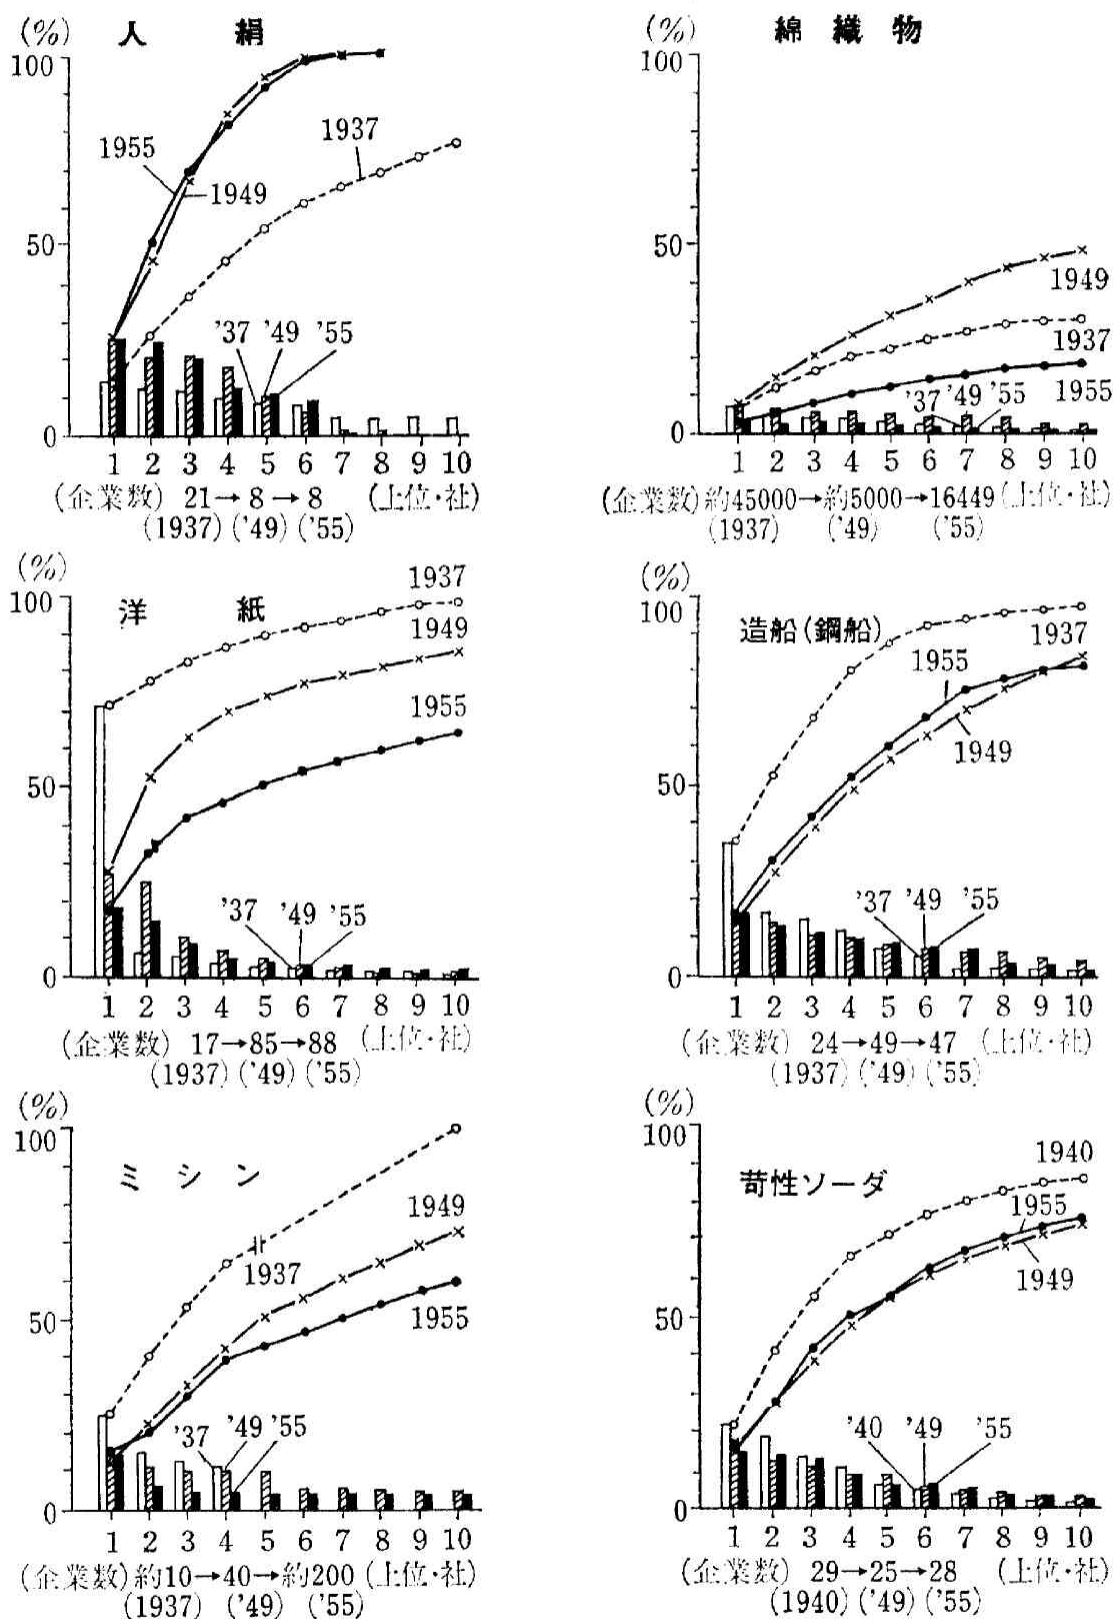 (%) 人絹
100
1955
1937
1949
50
'37 '49 '55
0
1 2 3 4 5 6 7 8 9 10
(企業数) 21→8→8 (上位・社)
(1937) ('49) ('55)
(%) 綿織物
100
50
1949
1937
'37 '49 '55
1955
0
1 2 3 4 5 6 7 8 9 10
(企業数) 約45000→約5000→16449 (上位・社)
(1937) ('49) ('55)
(%)
100
洋紙
1937
1949
1955
50
'37 '49 '55
0
1 2 3 4 5 6 7 8 9 10
(企業数) 17→85→88 (上位・社)
(1937) ('49) ('55)
(%)
100
造船(鋼船)
1937
1955
1949
50
'37 '49 '55
0
1 2 3 4 5 6 7 8 9 10
(企業数) 24→49→47 (上位・社)
(1937) ('49) ('55)
(%)
100
ミシン
1949
1937
1955
50
'37 '49 '55
0
1 2 3 4 5 6 7 8 9 10
(企業数) 約10→40→約200 (上位・社)
(1937) ('49) ('55)
(%)
100
苛性ソーダ
1940
1955
1949
50
'40 '49 '55
0
1 2 3 4 5 6 7 8 9 10
(企業数) 29→25→28 (上位・社)
(1940) ('49) ('55)